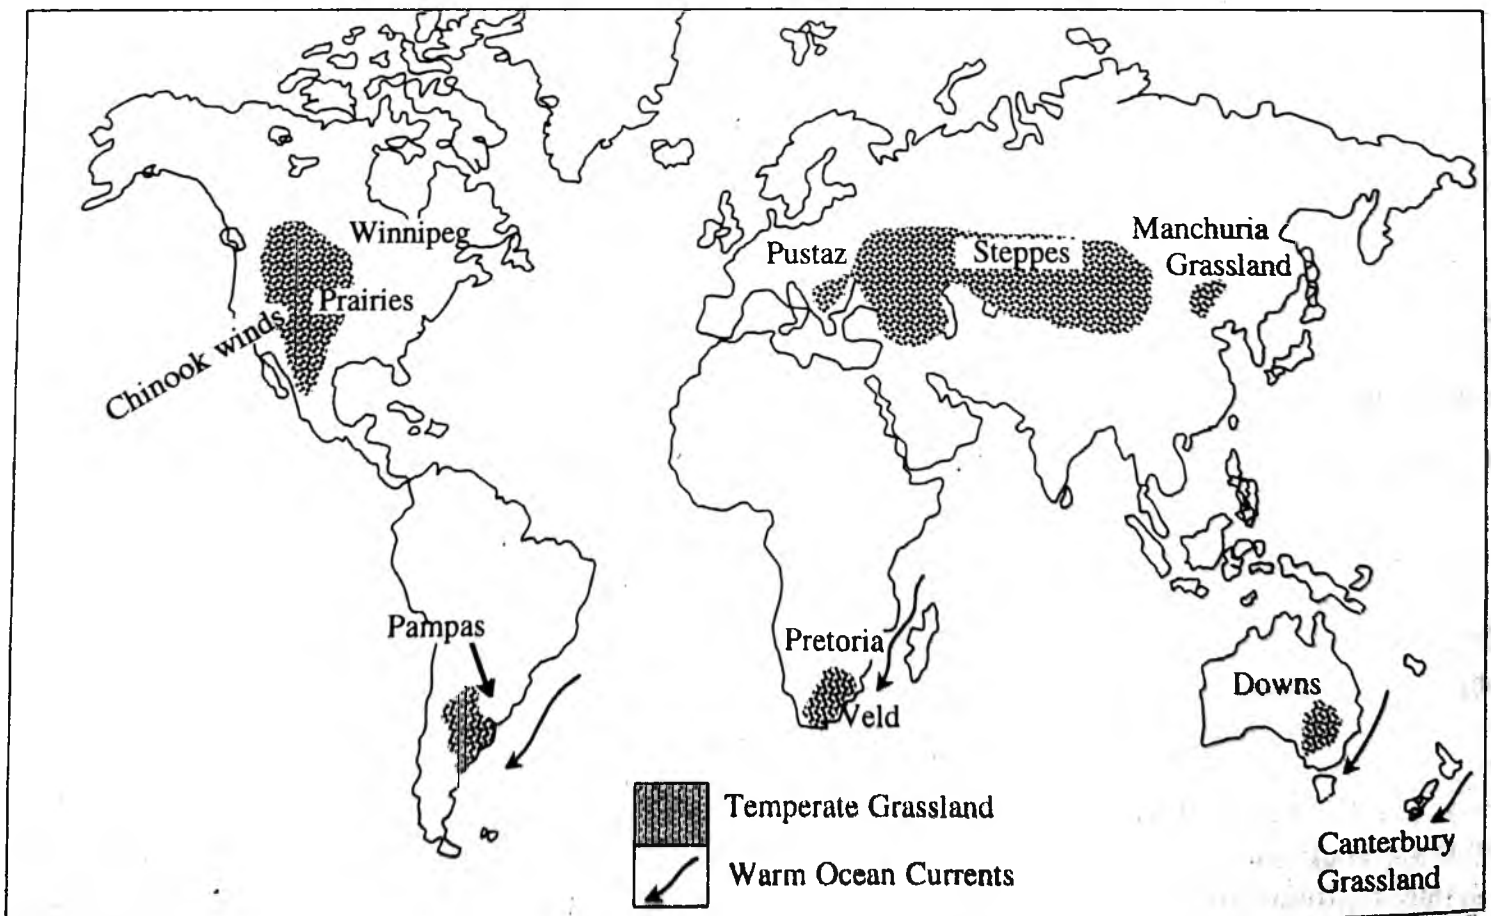 Winnipeg
Prairies
Chinook winds
Pustaz
Steppes
Manchuria
Grassland
Pampas
Pretoria
Veld
Downs
Temperate Grassland
Warm Ocean Currents
Canterbury
Grassland